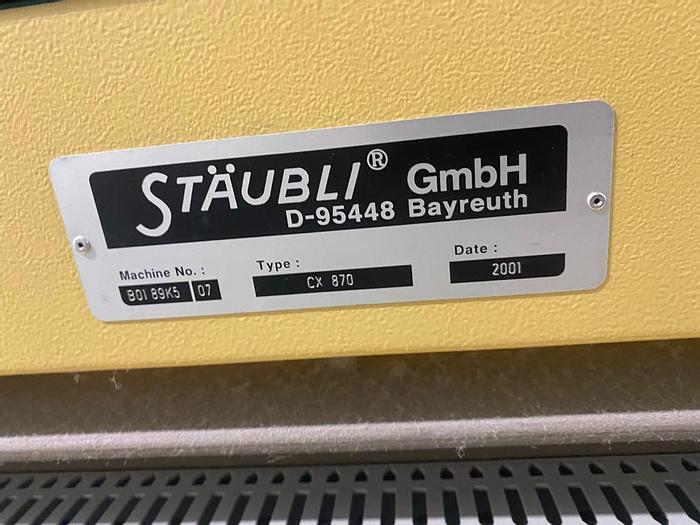 STÄUBLI® GmbH
D-95448 Bayreuth
Machine No. : Type : Date :
B01 89K5 07 CX 870 2001